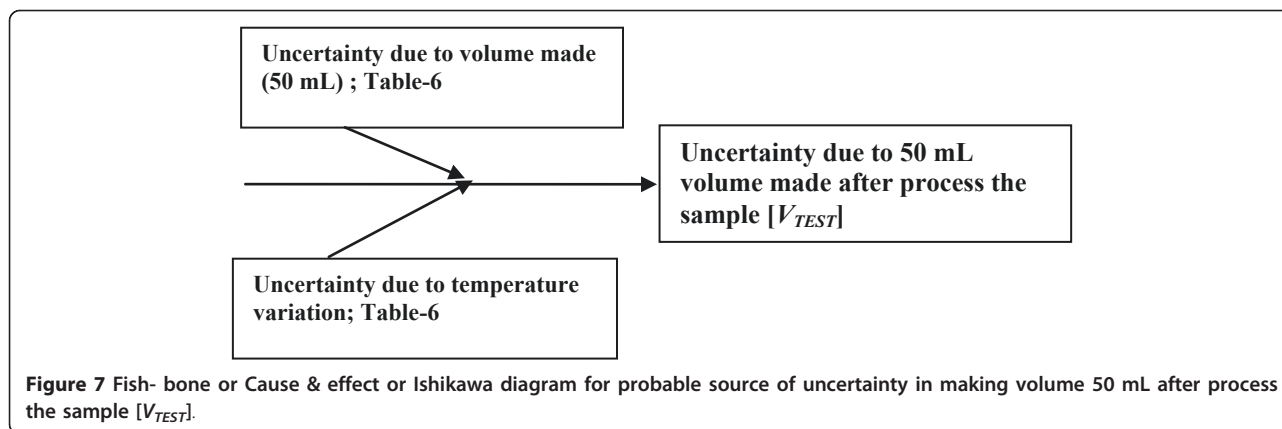 Uncertainty due to volume made
(50 mL) ; Table-6
Uncertainty due to 50 mL
volume made after process the
sample [V_TEST]
Uncertainty due to temperature
variation; Table-6
Figure 7 Fish- bone or Cause & effect or Ishikawa diagram for probable source of uncertainty in making volume 50 mL after process
the sample [V_TEST].